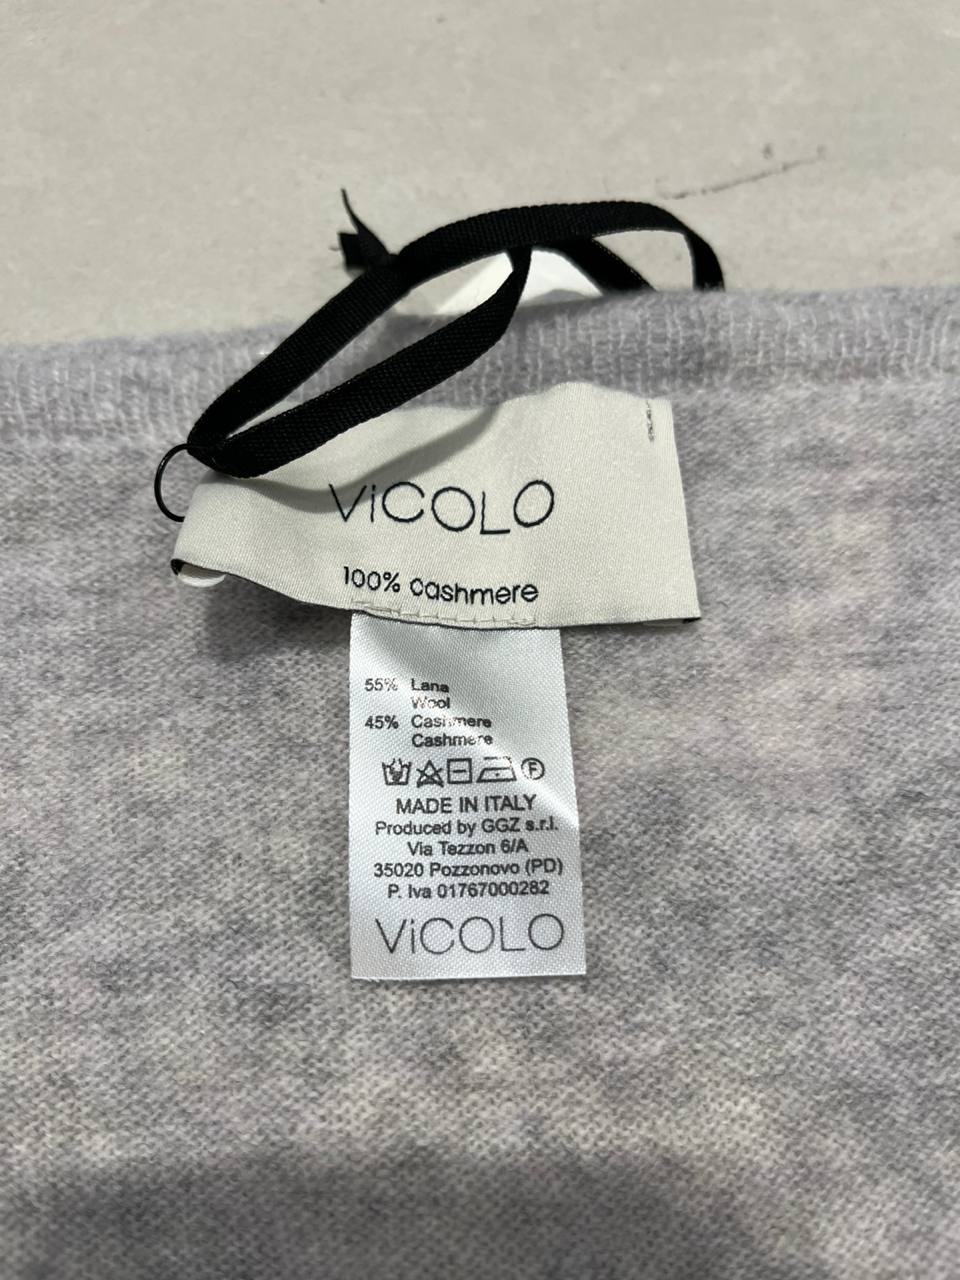 ViCOLO
100% cashmere
55% Lana
Wool
45% Cashmere
Cashmere
F
MADE IN ITALY
Produced by GGZ s.r.l.
Via Tezzon 6/A
35020 Pozzonovo (PD)
P. Iva 01767000282
ViCOLO